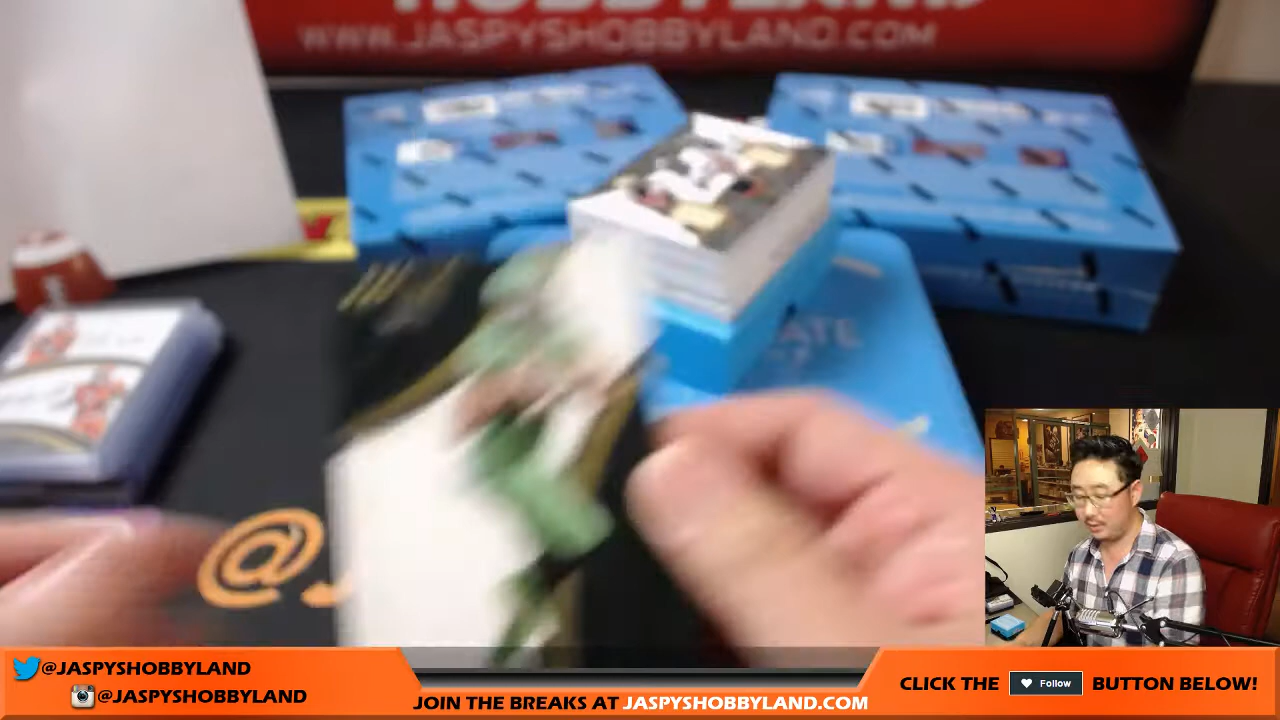 WWW.JASPYSHOBBYLAND.COM
@JASPYSHOBBYLAND
@JASPYSHOBBYLAND
JOIN THE BREAKS AT JASPYSHOBBYLAND.COM
CLICK THE Follow BUTTON BELOW!